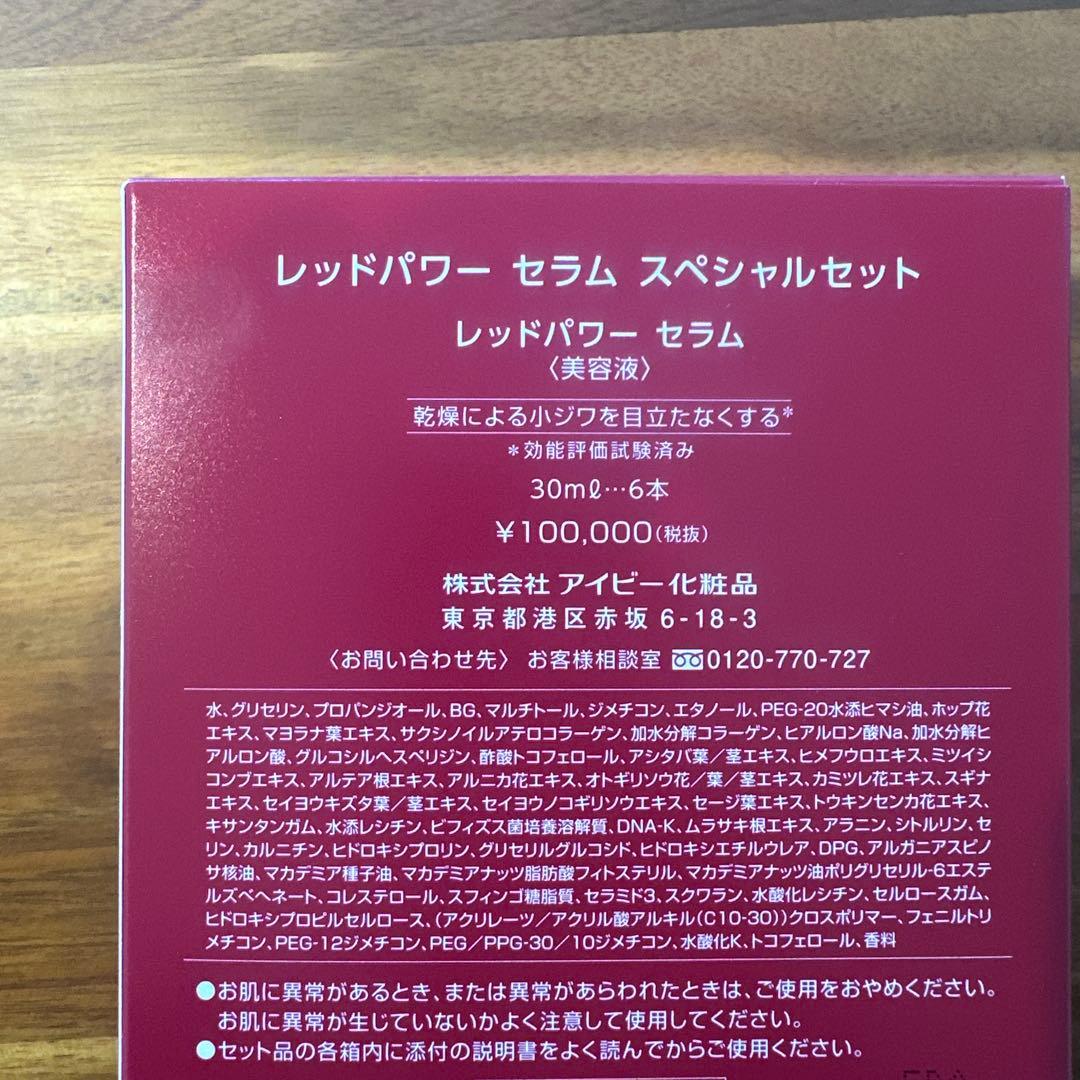 レッドパワー セラム スペシャルセット
レッドパワー セラム
〈美容液〉
乾燥による小ジワを目立たなくする*
*効能評価試験済み
30mℓ…6本
¥100,000(税抜)
株式会社 アイビー化粧品
東京都港区赤坂 6-18-3
〈お問い合わせ先〉 お客様相談室 0120-770-727
水、グリセリン、プロパンジオール、BG、マルチトール、ジメチコン、エタノール、PEG-20水添ヒマシ油、ホップ花
エキス、マヨラナ葉エキス、サクシノイルアテロコラーゲン、加水分解コラーゲン、ヒアルロン酸Na、加水分解ヒ
アルロン酸、グルコシルヘスペリジン、酢酸トコフェロール、アシタバ葉/茎エキス、ヒメフウロエキス、ミツイシ
コンブエキス、アルテア根エキス、アルニカ花エキス、オトギリソウ花/葉/茎エキス、カミツレ花エキス、スギナ
エキス、セイヨウキズタ葉/茎エキス、セイヨウノコギリソウエキス、セージ葉エキス、トウキンセンカ花エキス、
キサンタンガム、水添レシチン、ビフィズス菌培養溶解質、DNA-K、ムラサキ根エキス、アラニン、シトルリン、セ
リン、カルニチン、ヒドロキシプロリン、グリセリルグルコシド、ヒドロキシエチルウレア、DPG、アルガニアスピノ
サ核油、マカデミア種子油、マカデミアナッツ脂肪酸フィトステリル、マカデミアナッツ油ポリグリセリル-6エステ
ルズベヘネート、コレステロール、スフィンゴ糖脂質、セラミド3、スクワラン、水酸化レシチン、セルロースガム、
ヒドロキシプロピルセルロース、(アクリレーツ/アクリル酸アルキル(C10-30))クロスポリマー、フェニルトリ
メチコン、PEG-12ジメチコン、PEG/PPG-30/10ジメチコン、水酸化K、トコフェロール、香料
●お肌に異常があるとき、または異常があらわれたときは、ご使用をおやめください。
お肌に異常が生じていないかよく注意して使用してください。
●セット品の各箱内に添付の説明書をよく読んでからご使用ください。